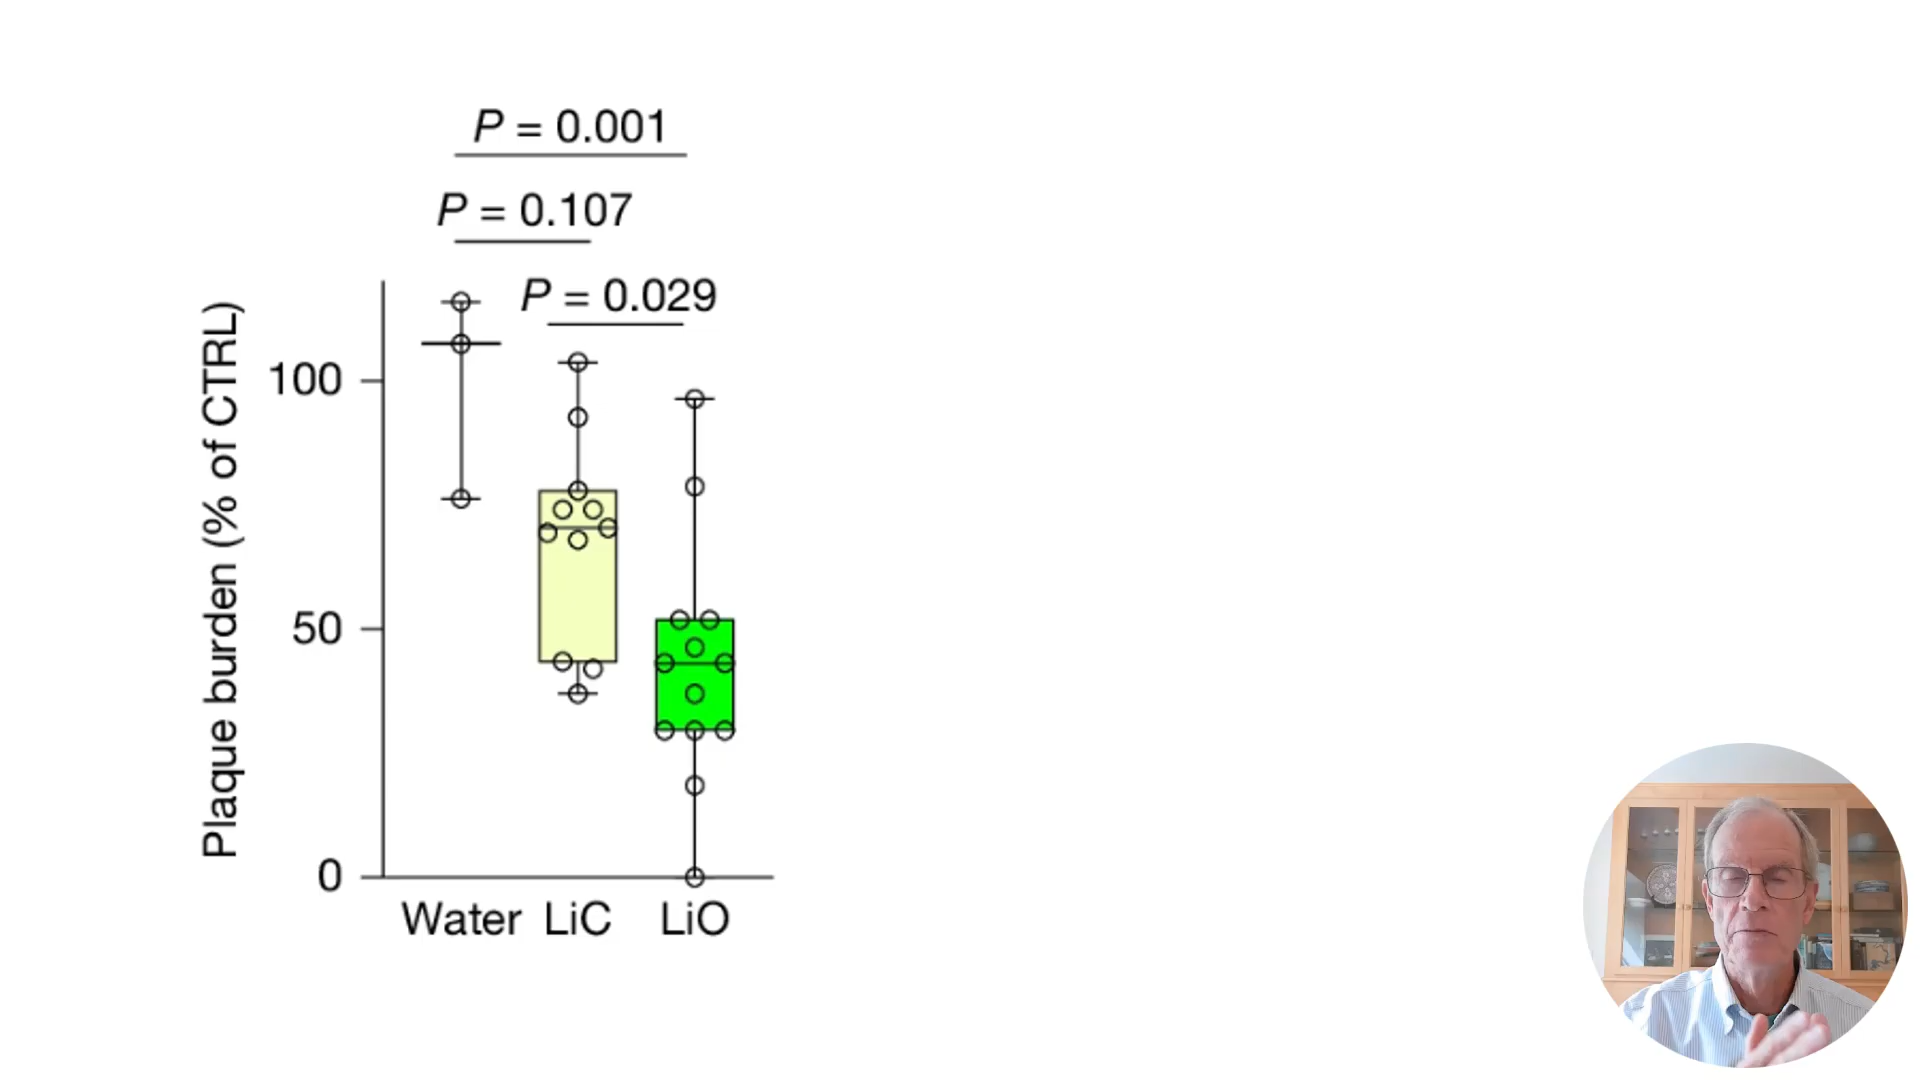 P = 0.001
P = 0.107
P = 0.029
Plaque burden (% of CTRL)
100
50
0
Water LiC LiO